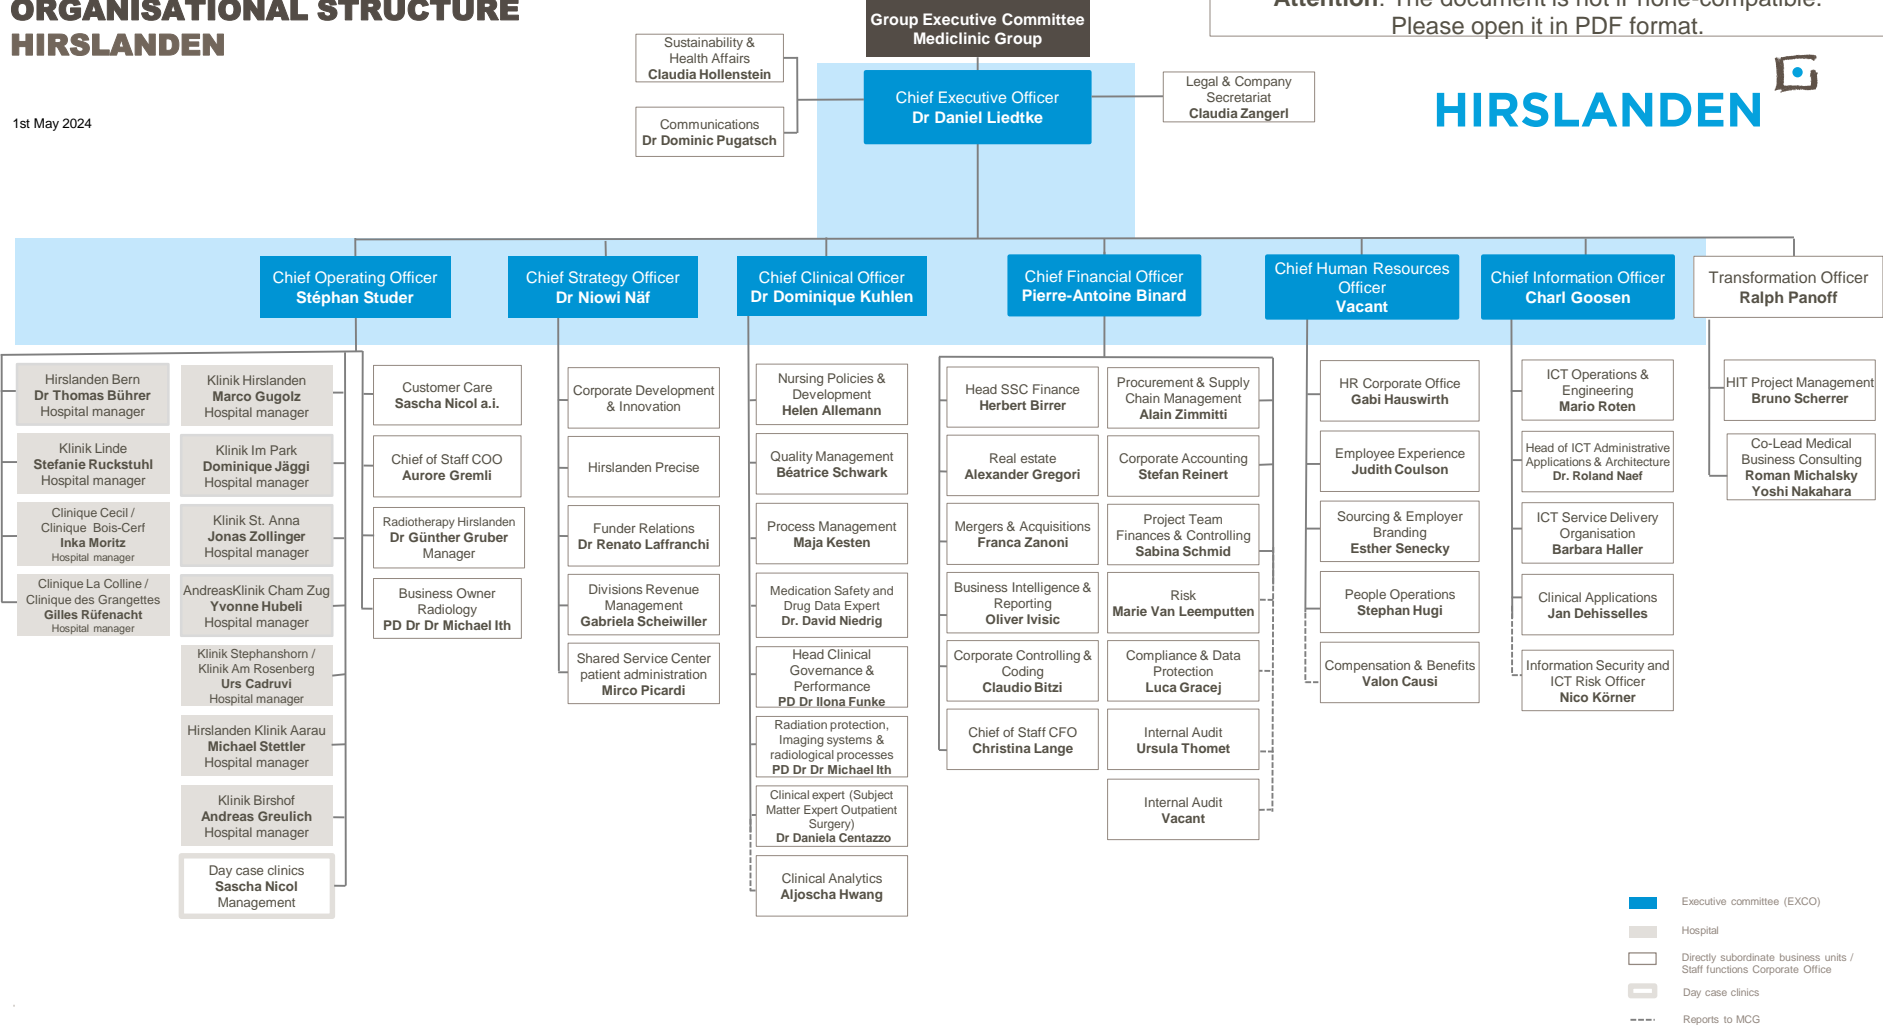 ORGANISATIONAL STRUCTURE
HIRSLANDEN
1st May 2024
Attention: The document is not IF none-compatible.
Please open it in PDF format.
HIRSLANDEN
Group Executive Committee
Mediclinic Group
Sustainability &
Health Affairs
Claudia Hollenstein
Communications
Dr Dominic Pugatsch
Chief Executive Officer
Dr Daniel Liedtke
Legal & Company
Secretariat
Claudia Zangerl
Chief Operating Officer
Stéphan Studer
Chief Strategy Officer
Dr Niowi Näf
Chief Clinical Officer
Dr Dominique Kuhlen
Chief Financial Officer
Pierre-Antoine Binard
Chief Human Resources
Officer
Vacant
Chief Information Officer
Charl Goosen
Transformation Officer
Ralph Panoff
Hirslanden Bern
Dr Thomas Bührer
Hospital manager
Klinik Linde
Stefanie Ruckstuhl
Hospital manager
Clinique Cecil /
Clinique Bois-Cerf
Inka Moritz
Hospital manager
Clinique La Colline /
Clinique des Grangettes
Gilles Rüfenacht
Hospital manager
Klinik Hirslanden
Marco Gugolz
Hospital manager
Klinik Im Park
Dominique Jäggi
Hospital manager
Klinik St. Anna
Jonas Zollinger
Hospital manager
AndreasKlinik Cham Zug
Yvonne Hubeli
Hospital manager
Klinik Stephanshorn /
Klinik Am Rosenberg
Urs Cadruvi
Hospital manager
Hirslanden Klinik Aarau
Michael Stettler
Hospital manager
Klinik Birshof
Andreas Greulich
Hospital manager
Day case clinics
Sascha Nicol
Management
Customer Care
Sascha Nicol a.i.
Chief of Staff COO
Aurore Gremli
Radiotherapy Hirslanden
Dr Günther Gruber
Manager
Business Owner
Radiology
PD Dr Dr Michael Ith
Corporate Development
& Innovation
Hirslanden Precise
Funder Relations
Dr Renato Laffranchi
Divisions Revenue
Management
Gabriela Scheiwiller
Shared Service Center
patient administration
Mirco Picardi
Nursing Policies &
Development
Helen Allemann
Quality Management
Béatrice Schwark
Process Management
Maja Kesten
Medication Safety and
Drug Data Expert
Dr. David Niedrig
Head Clinical
Governance &
Performance
PD Dr Ilona Funke
Radiation protection,
Imaging systems &
radiological processes
PD Dr Dr Michael Ith
Clinical expert (Subject
Matter Expert Outpatient
Surgery)
Dr Daniela Centazzo
Clinical Analytics
Aljoscha Hwang
Head SSC Finance
Herbert Birrer
Real estate
Alexander Gregori
Mergers & Acquisitions
Franca Zanoni
Business Intelligence &
Reporting
Oliver Ivisic
Corporate Controlling &
Coding
Claudio Bitzi
Chief of Staff CFO
Christina Lange
Procurement & Supply
Chain Management
Alain Zimmitti
Corporate Accounting
Stefan Reinert
Project Team
Finances & Controlling
Sabina Schmid
Risk
Marie Van Leemputten
Compliance & Data
Protection
Luca Gracej
Internal Audit
Ursula Thomet
Internal Audit
Vacant
HR Corporate Office
Gabi Hauswirth
Employee Experience
Judith Coulson
Sourcing & Employer
Branding
Esther Senecky
People Operations
Stephan Hugi
Compensation & Benefits
Valon Causi
ICT Operations &
Engineering
Mario Roten
Head of ICT Administrative
Applications & Architecture
Dr. Roland Naef
ICT Service Delivery
Organisation
Barbara Haller
Clinical Applications
Jan Dehisselles
Information Security and
ICT Risk Officer
Nico Körner
HIT Project Management
Bruno Scherrer
Co-Lead Medical
Business Consulting
Roman Michalsky
Yoshi Nakahara
Executive committee (EXCO)
Hospital
Directly subordinate business units /
Staff functions Corporate Office
Day case clinics
Reports to MCG